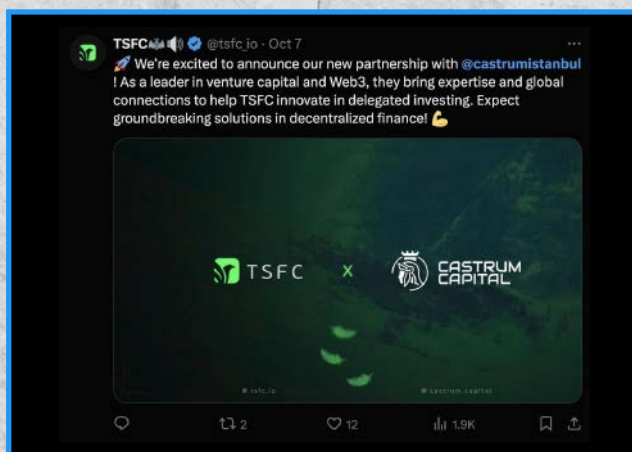 TSFC🦇🔊 @tsfc_io · Oct 7
🚀 We're excited to announce our new partnership with @castrumistanbul
! As a leader in venture capital and Web3, they bring expertise and global
connections to help TSFC innovate in delegated investing. Expect
groundbreaking solutions in decentralized finance! 💪
TSFC x CASTRUM
CAPITAL
tsfc.io castrum.capital
2 12 1.9K